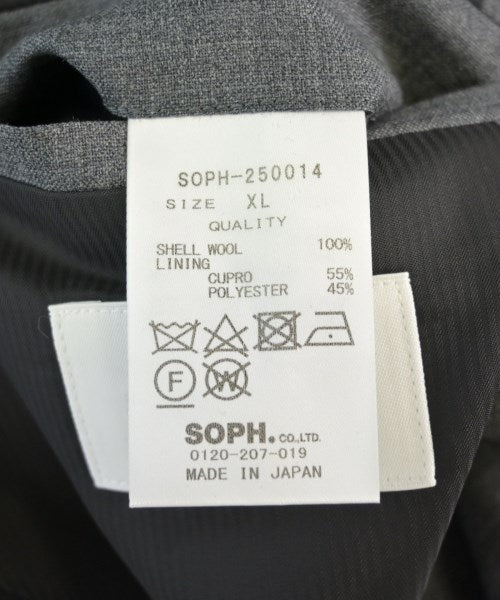 SOPH-250014
SIZE XL
QUALITY
SHELL WOOL 100%
LINING
CUPRO 55%
POLYESTER 45%
F W
SOPH. CO.,LTD.
0120-207-019
MADE IN JAPAN